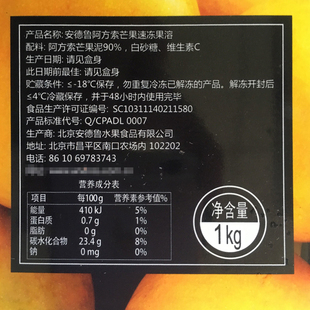 产品名称：安德鲁阿方索芒果速冻果溶
配料：阿方索芒果泥90%，白砂糖、维生素C
生产日期：请见盒身
此日期前最佳：请见盒身
贮藏条件：≤-18℃保存，勿重复冷冻已解冻的产品。解冻开封后
≤4℃冷藏保存，并于48小时内使用完毕
食品生产许可证编号：SC10311140211580
产品标准代号：Q/CPADL 0007
生产商：北京安德鲁水果食品有限公司
地址：北京市昌平区南口农场内 102202
电话：86 10 69783743
营养成分表
项目 每100g 营养素参考值%
能量 410 kJ 5%
蛋白质 0.7 g 1%
脂肪 0 g 0%
碳水化合物 23.4 g 8%
钠 0 mg 0%
净含量
1kg